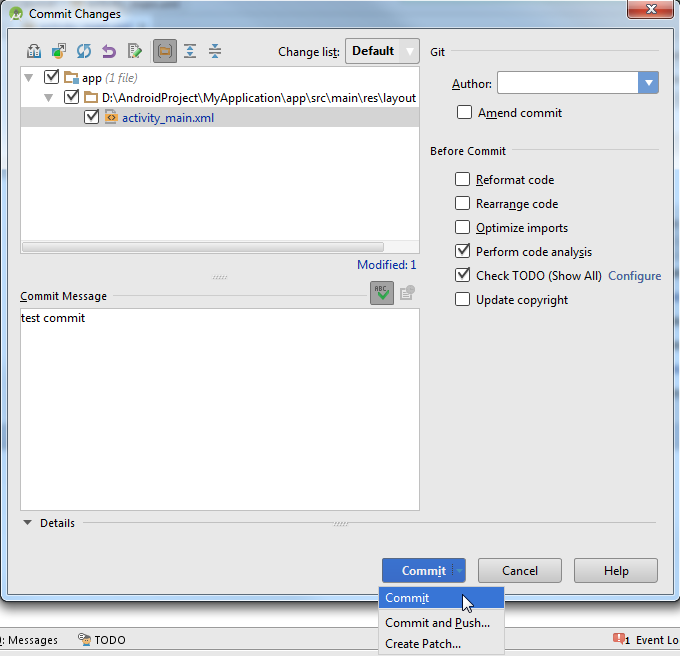 Commit Changes
Change list: Default
Git
app (1 file)
D:\AndroidProject\MyApplication\app\src\main\res\layout
activity_main.xml
Author:
Amend commit
Before Commit
Reformat code
Rearrange code
Optimize imports
Perform code analysis
Check TODO (Show All) Configure
Update copyright
Modified: 1
Commit Message
ABC
test commit
Details
Commit Cancel Help
Commit
Commit and Push...
Create Patch...
: Messages TODO 1 Event Lo